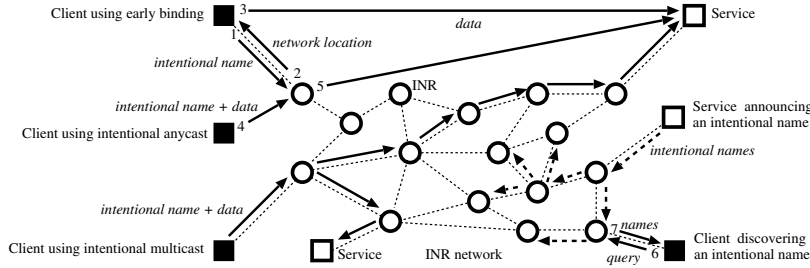 Client using early binding
3
1
data
Service
network location
intentional name
2
5
INR
intentional name + data
Client using intentional anycast
4
Service announcing
an intentional name
intentional names
intentional name + data
Client using intentional multicast
Service
INR network
7
names
query
6
Client discovering
an intentional name